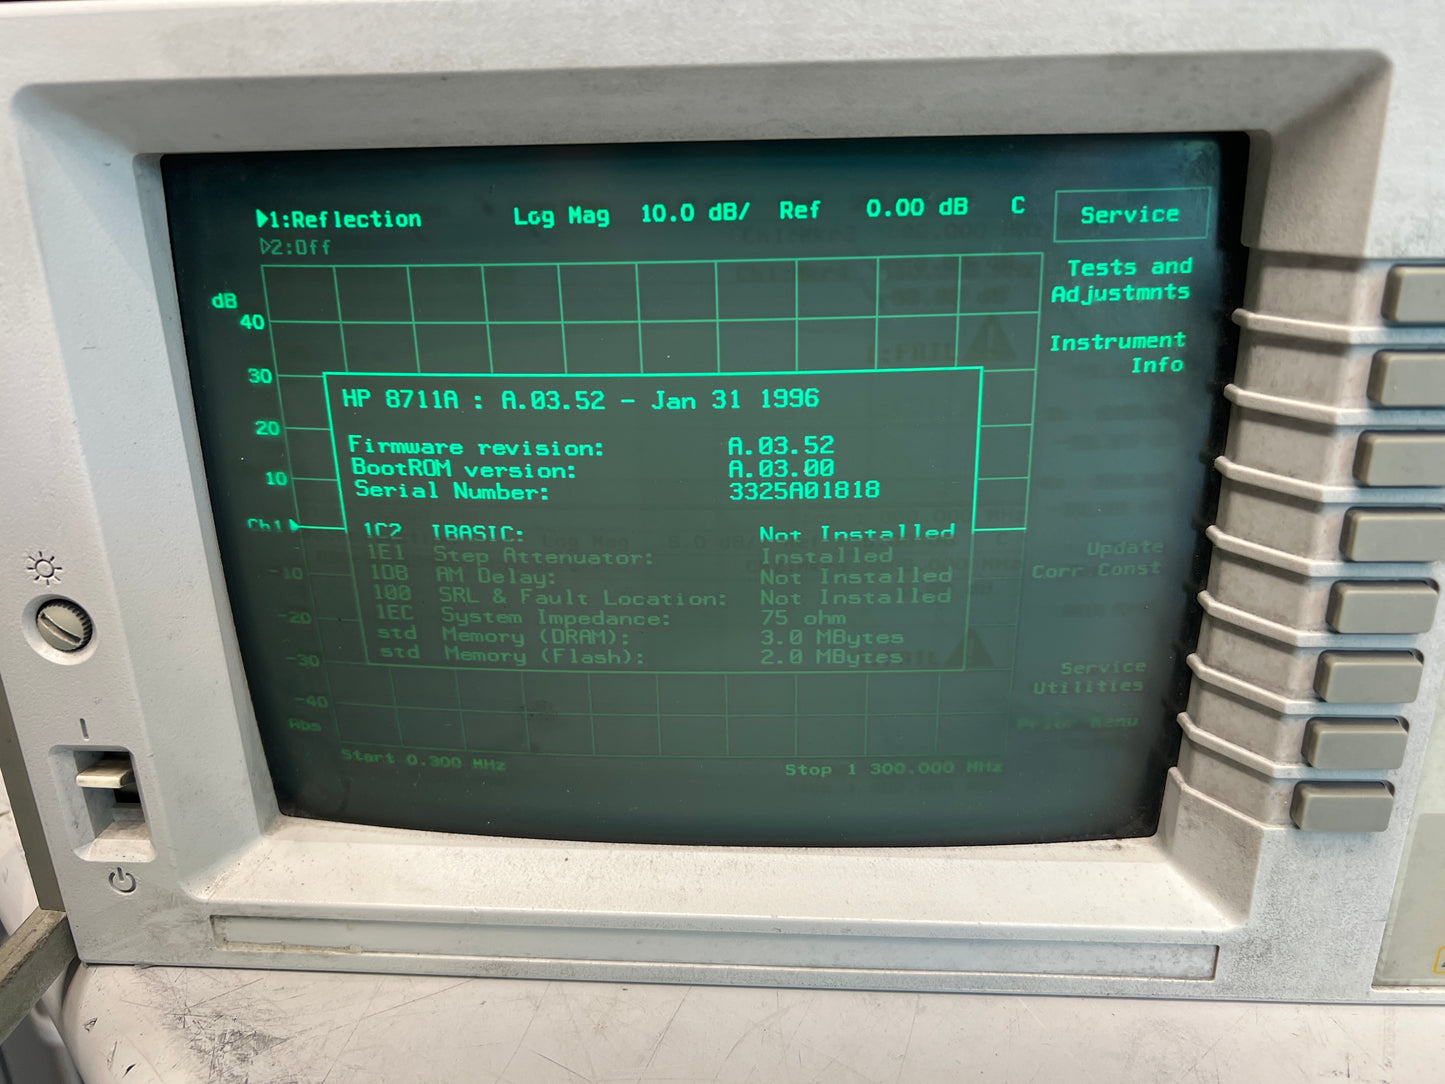 ▶1:Reflection Log Mag 10.0 dB/ Ref 0.00 dB C
▷2:Off
Service
Tests and
Adjustmnts
Instrument
Info
Update
Corr Const
Service
Utilities
Prior Menu
dB
40
30
20
10
Ch1▶
-10
-20
-30
-40
Abs
HP 8711A : A.03.52 - Jan 31 1996
Firmware revision: A.03.52
BootROM version: A.03.00
Serial Number: 3325A01818
1C2 IBASIC: Not Installed
1E1 Step Attenuator: Installed
1DB AM Delay: Not Installed
100 SRL & Fault Location: Not Installed
1EC System Impedance: 75 ohm
std Memory (DRAM): 3.0 MBytes
std Memory (Flash): 2.0 MBytes
Start 0.300 MHz Stop 1 300.000 MHz